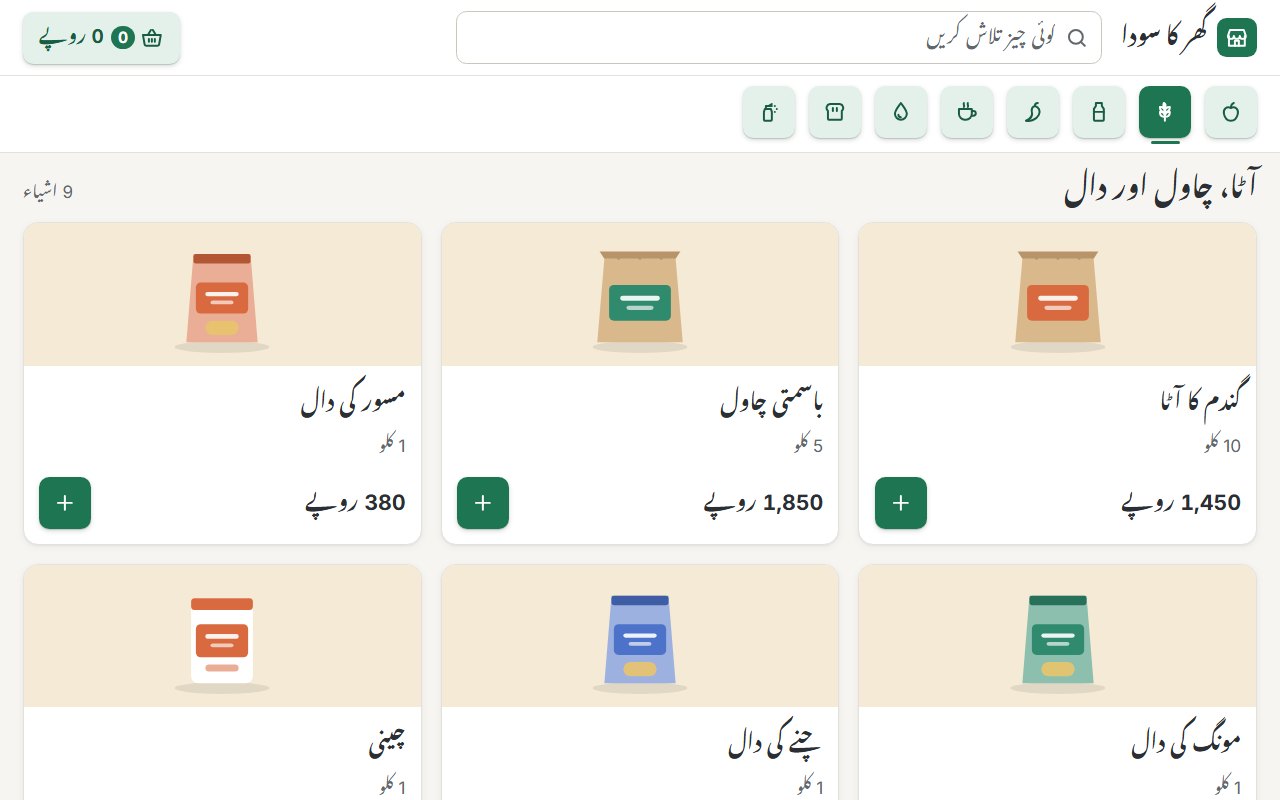 گھر کا سودا
کوئی چیز تلاش کریں
0
0 روپے
آٹا، چاول اور دال
9 اشیاء
گندم کا آٹا
10 کلو
1,450 روپے
باسمتی چاول
5 کلو
1,850 روپے
مسور کی دال
1 کلو
380 روپے
مونگ کی دال
1 کلو
چنے کی دال
1 کلو
چینی
1 کلو